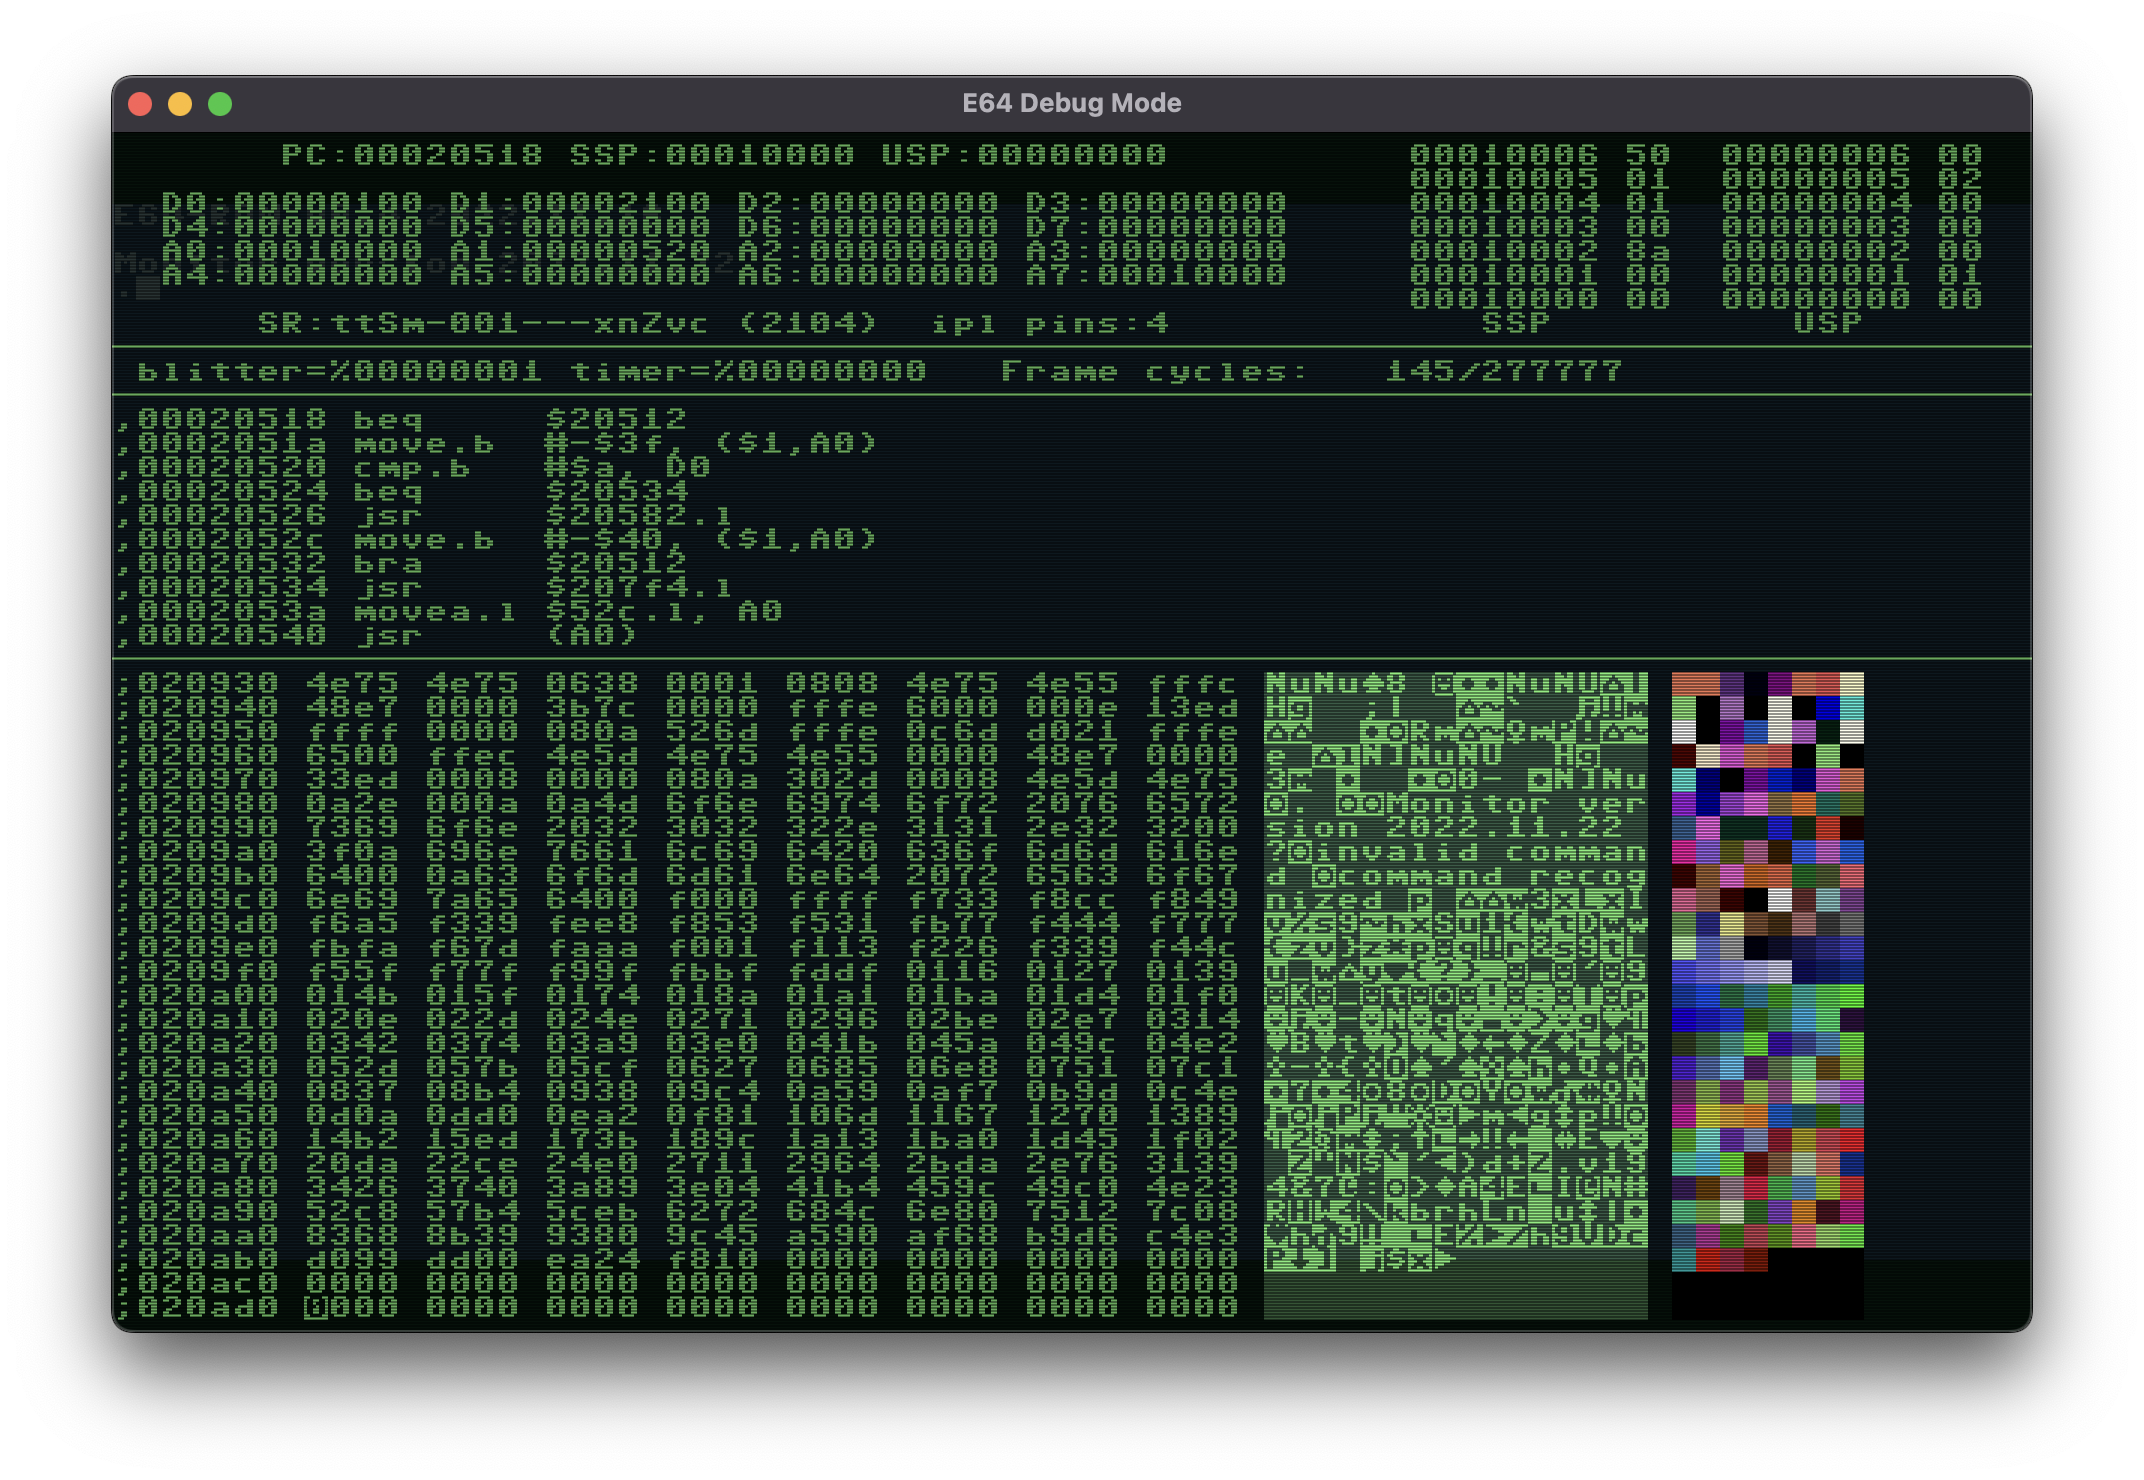 E64 Debug Mode
PC:00020518 SSP:00010000 USP:00000000 00010006 50 00000006 00
00010005 01 00000005 02
D0:00000100 D1:00002100 D2:00000000 D3:00000000 00010004 01 00000004 00
D4:00000000 D5:00000000 D6:00000000 D7:00000000 00010003 00 00000003 00
A0:00010000 A1:00000520 A2:00000000 A3:00000000 00010002 8a 00000002 00
A4:00000000 A5:00000000 A6:00000000 A7:00010000 00010001 00 00000001 01
00010000 00 00000000 00
SR:ttSm-001---xnZvc (2104) ipl pins:4 SSP USP
blitter=%00000001 timer=%00000000 Frame cycles: 145/277777
,00020518 beq $20512
,0002051a move.b #-$3f, ($1,A0)
,00020520 cmp.b #$a, D0
,00020524 beq $20534
,00020526 jsr $20582.l
,0002052c move.b #-$40, ($1,A0)
,00020532 bra $20512
,00020534 jsr $207f4.l
,0002053a movea.l $52c.l, A0
,00020540 jsr (A0)
:020930 4e75 4e75 0638 0001 0808 4e75 4e55 fffc
:020940 48e7 0000 3b7c 0000 fffe 6000 000e 13ed
:020950 ffff 0000 080a 526d fffe 0c6d d021 fffe
:020960 6500 ffec 4e5d 4e75 4e55 0000 48e7 0000
:020970 33ed 0008 0000 080a 302d 0008 4e5d 4e75
:020980 0a2e 000a 0a4d 6f6e 6974 6f72 2076 6572 Monitor ver
:020990 7369 6f6e 2032 3032 322e 3131 2e32 3200 sion 2022.11.22
:0209a0 3f0a 696e 7661 6c69 6420 636f 6d6d 616e invalid comman
:0209b0 6400 0a63 6f6d 6d61 6e64 2072 6563 6f67 d command recog
:0209c0 6e69 7a65 6400 f000 ffff f733 f8cc f849 nized
:0209d0 f6a5 f339 fee8 f853 f531 fb77 f444 f777
:0209e0 fbfa f67d faaa f001 f113 f226 f339 f44c
:0209f0 f55f f77f f99f fbbf fddf 0116 0127 0139
:020a00 014b 015f 0174 018a 01a1 01ba 01d4 01f0
:020a10 020e 022d 024e 0271 0296 02be 02e7 0314
:020a20 0342 0374 03a9 03e0 041b 045a 049c 04e2
:020a30 052d 057b 05cf 0627 0685 06e8 0751 07c1
:020a40 0837 08b4 0938 09c4 0a59 0af7 0b9d 0c4e
:020a50 0d0a 0dd0 0ea2 0f81 106d 1167 1270 1389
:020a60 14b2 15ed 173b 189c 1a13 1ba0 1d45 1f02
:020a70 20da 22ce 24e0 2711 2964 2bda 2e76 3139
:020a80 3426 3740 3a89 3e04 41b4 459c 49c0 4e23
:020a90 52c8 57b4 5ceb 6272 684c 6e80 7512 7c08
:020aa0 8368 8b39 9380 9c45 a590 af68 b9d6 c4e3
:020ab0 d099 dd00 ea24 f810 0000 0000 0000 0000
:020ac0 0000 0000 0000 0000 0000 0000 0000 0000
:020ad0 0000 0000 0000 0000 0000 0000 0000 0000